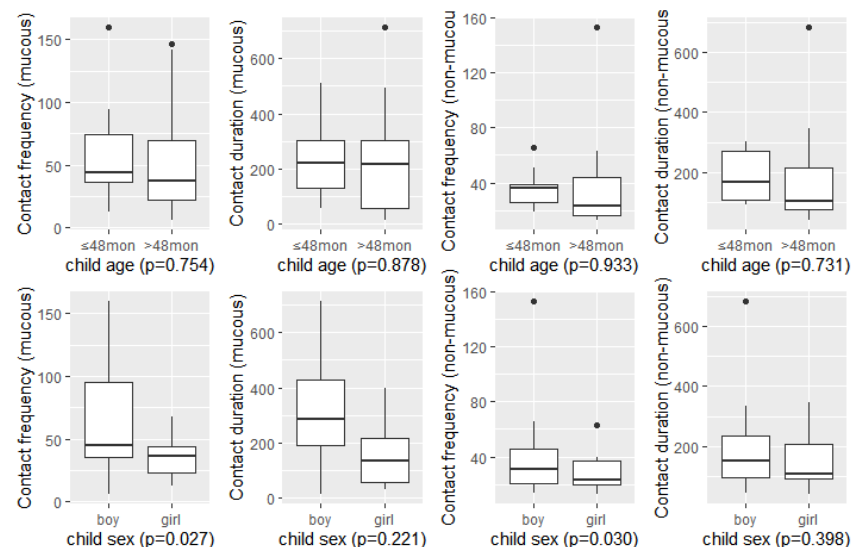 Contact frequency (mucous)
150
100
50
0
≤48mon >48mon
child age (p=0.754)
Contact duration (mucous)
600
400
200
0
≤48mon >48mon
child age (p=0.878)
Contact frequency (non-mucou
160
120
80
40
≤48mon >48mon
child age (p=0.933)
Contact duration (non-mucous
600
400
200
≤48mon >48mon
child age (p=0.731)
Contact frequency (mucous)
150
100
50
0
boy girl
child sex (p=0.027)
Contact duration (mucous)
600
400
200
0
boy girl
child sex (p=0.221)
Contact frequency (non-mucous)
160
120
80
40
boy girl
child sex (p=0.030)
Contact duration (non-mucous)
600
400
200
boy girl
child sex (p=0.398)